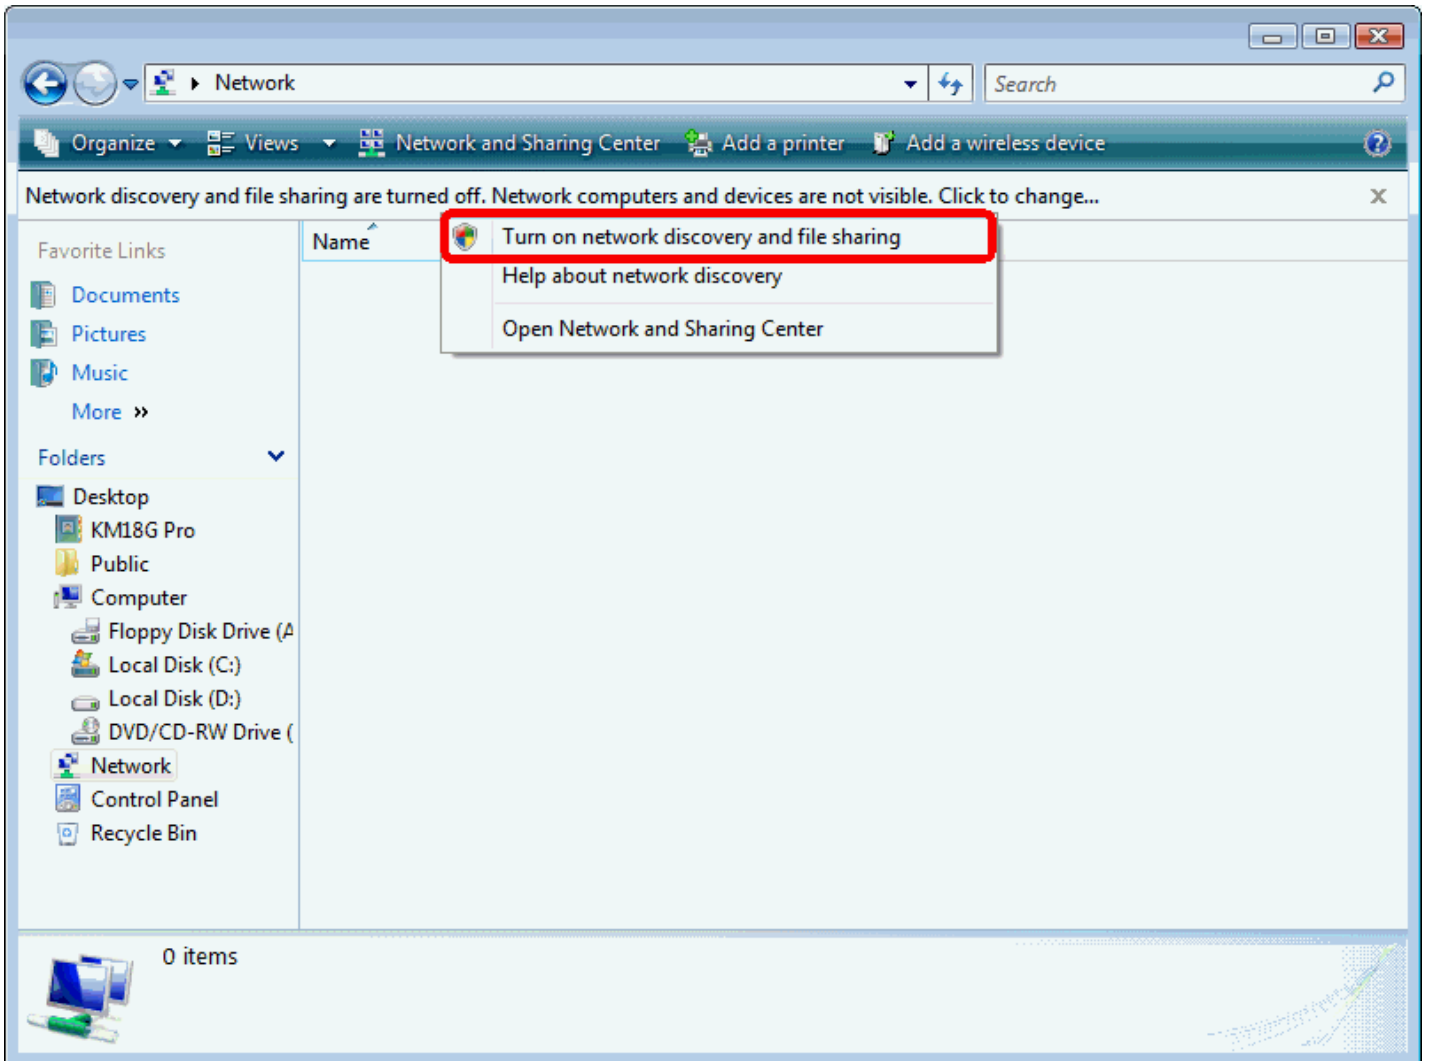 Network
Search
Organize
Views
Network and Sharing Center
Add a printer
Add a wireless device
Network discovery and file sharing are turned off. Network computers and devices are not visible. Click to change...
Favorite Links
Name
Turn on network discovery and file sharing
Help about network discovery
Open Network and Sharing Center
Documents
Pictures
Music
More »
Folders
Desktop
KM18G Pro
Public
Computer
Floppy Disk Drive (A
Local Disk (C:)
Local Disk (D:)
DVD/CD-RW Drive (
Network
Control Panel
Recycle Bin
0 items